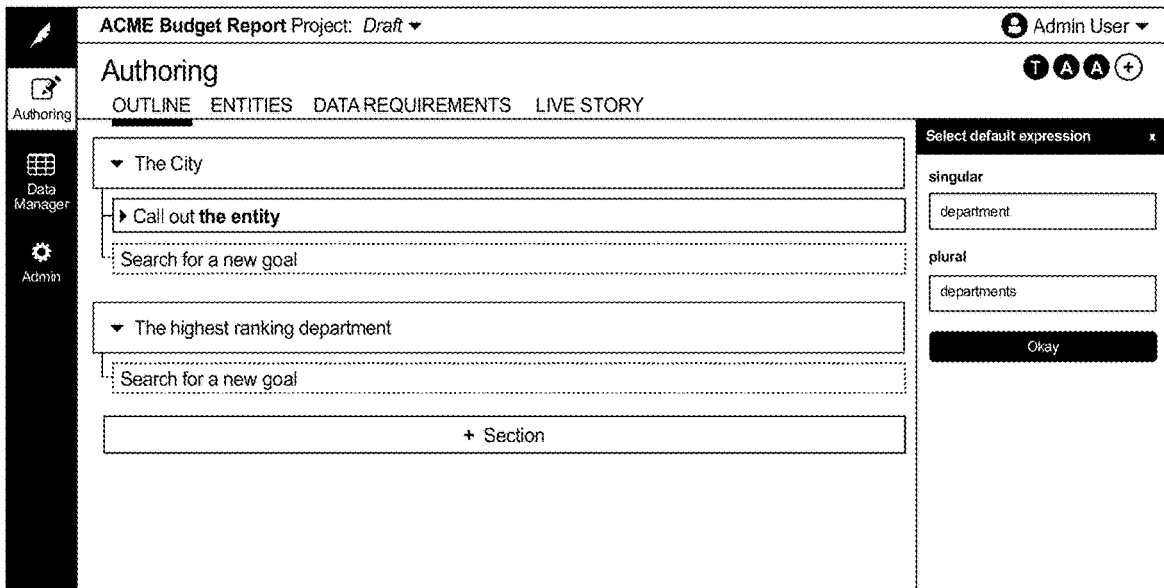 ACME Budget Report Project: Draft
Admin User
Authoring
T A A +
OUTLINE ENTITIES DATA REQUIREMENTS LIVE STORY
Authoring
Data
Manager
Admin
The City
Call out the entity
Search for a new goal
The highest ranking department
Search for a new goal
+ Section
Select default expression x
singular
department
plural
departments
Okay